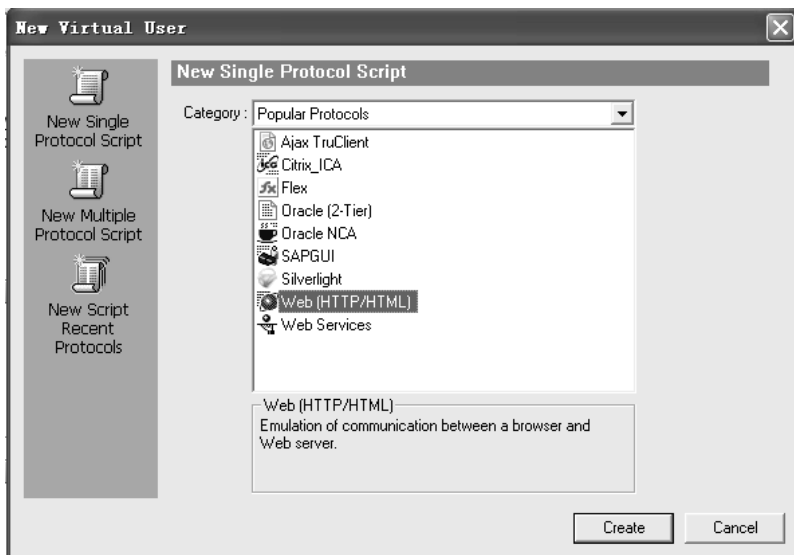 New Virtual User
New Single Protocol Script
New Single
Protocol Script
New Multiple
Protocol Script
New Script
Recent
Protocols
Category :
Popular Protocols
Ajax TruClient
Citrix_ICA
Flex
Oracle (2-Tier)
Oracle NCA
SAPGUI
Silverlight
Web (HTTP/HTML)
Web Services
Web (HTTP/HTML)
Emulation of communication between a browser and
Web server.
Create
Cancel